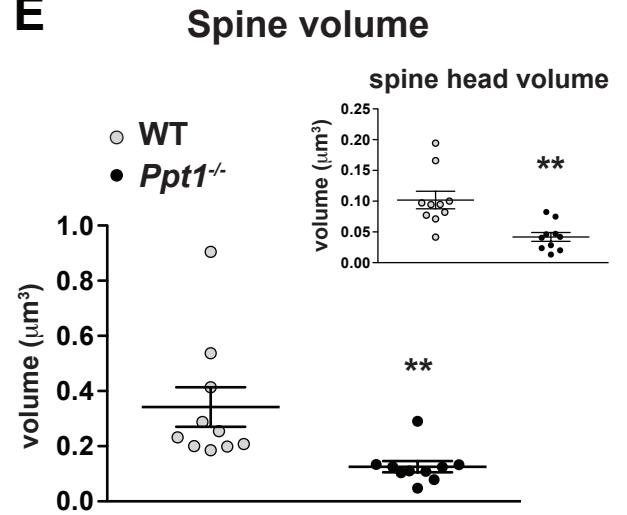 E
Spine volume
WT
Ppt1-/-
volume (μm³)
1.0
0.8
0.6
0.4
0.2
0.0
**
spine head volume
volume (μm³)
0.25
0.20
0.15
0.10
0.05
0.00
**